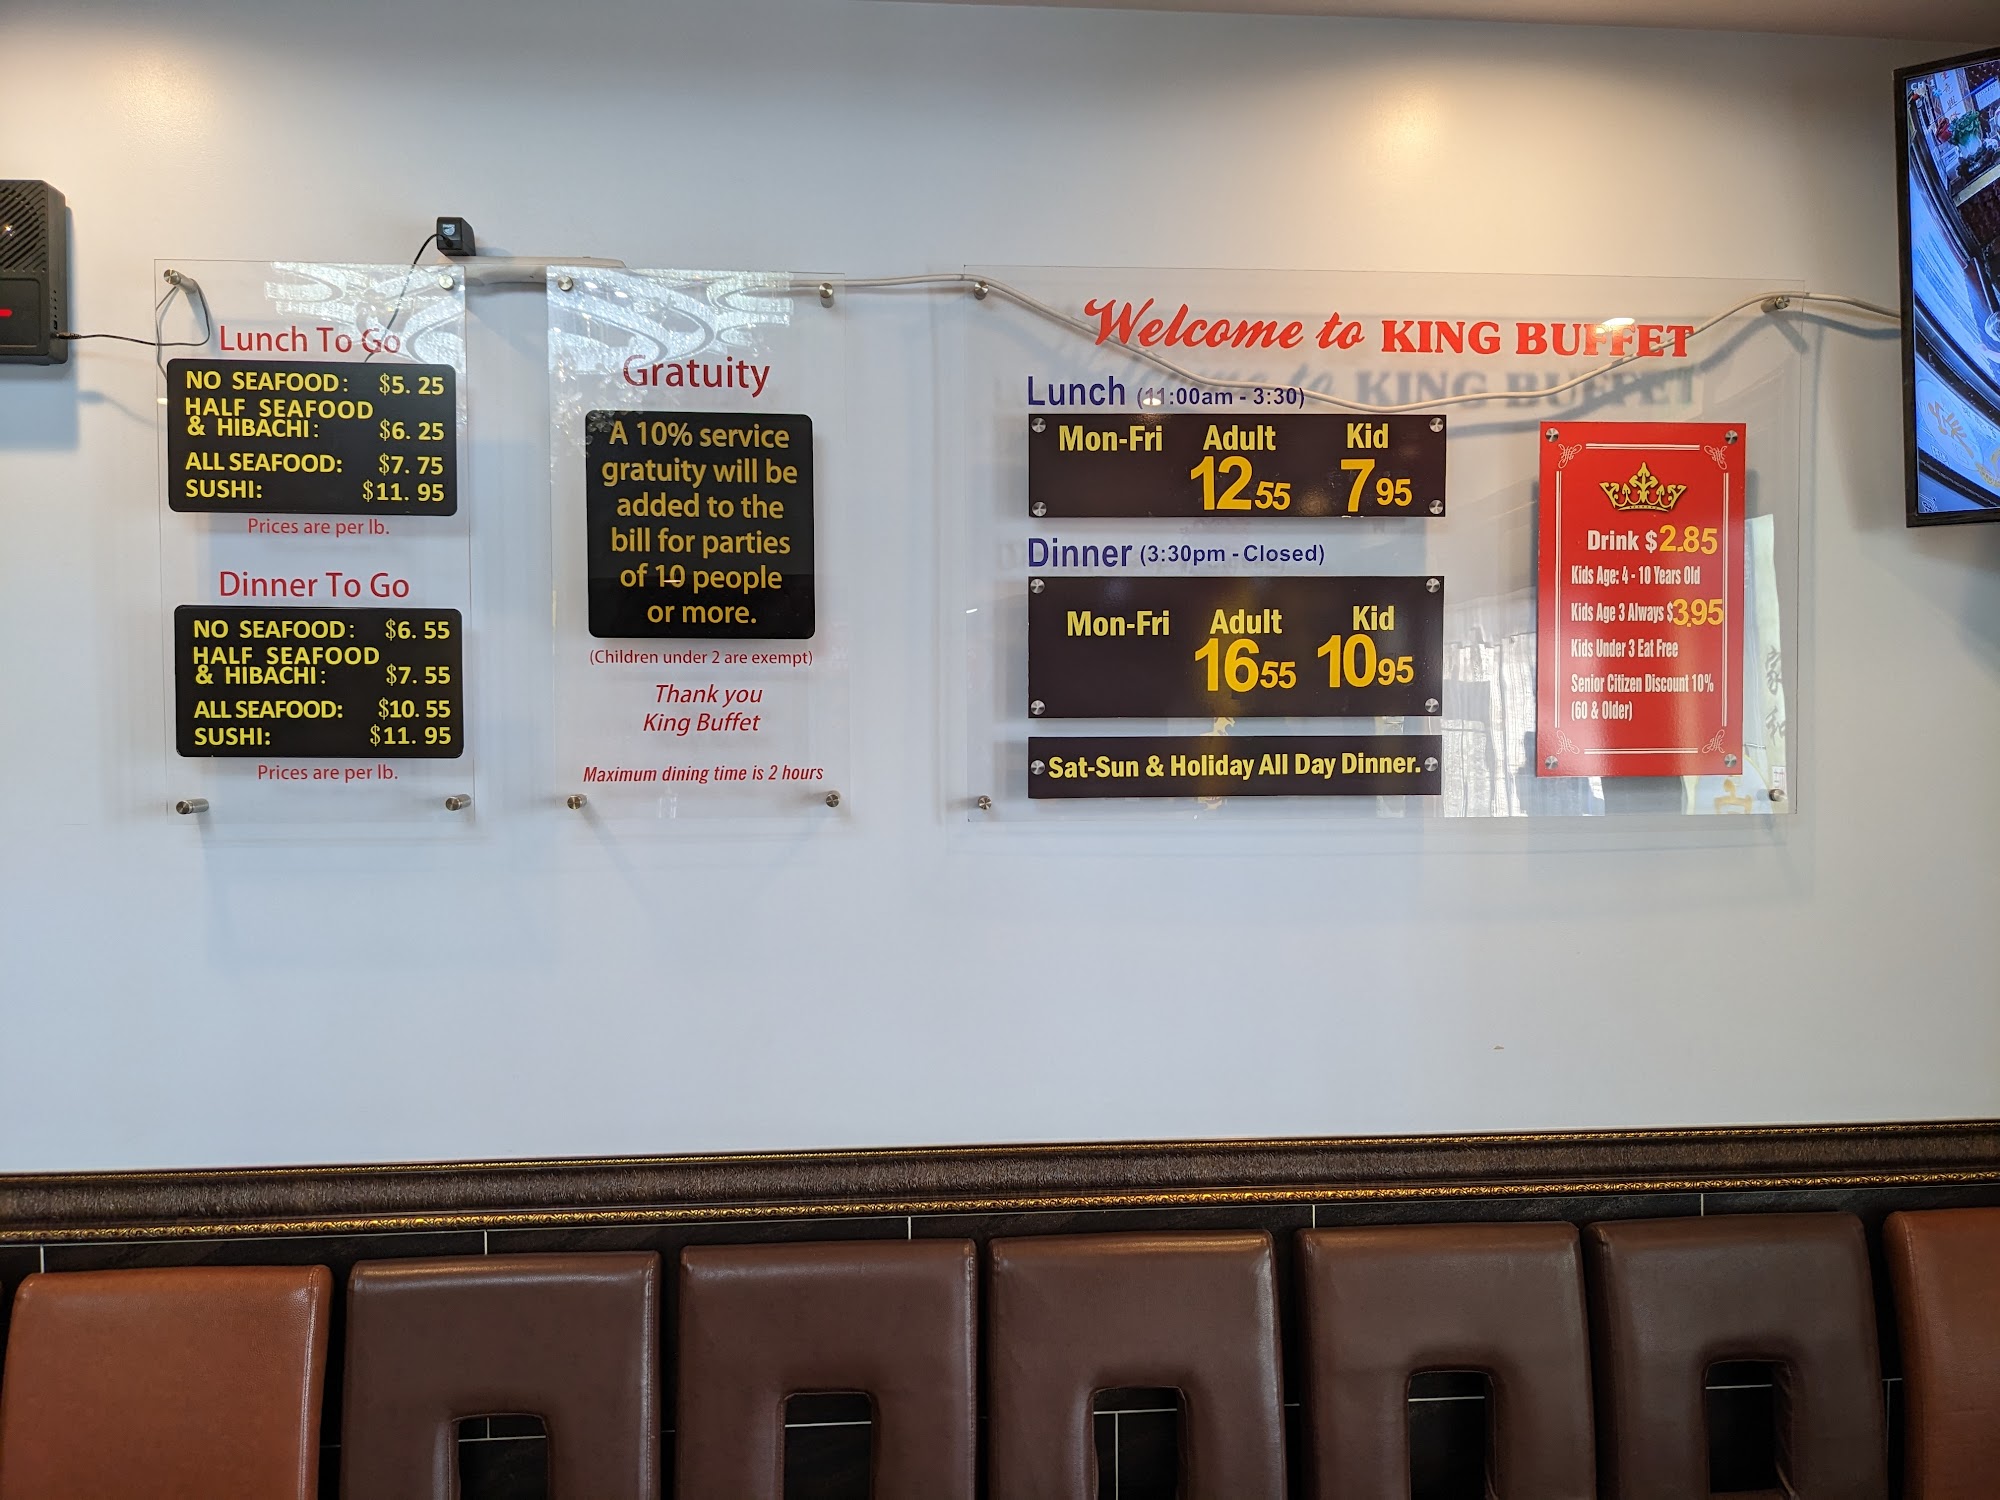 Lunch To Go
NO SEAFOOD: $5.25
HALF SEAFOOD
& HIBACHI: $6.25
ALL SEAFOOD: $7.75
SUSHI: $11.95
Prices are per lb.
Dinner To Go
NO SEAFOOD: $6.55
HALF SEAFOOD
& HIBACHI: $7.55
ALL SEAFOOD: $10.55
SUSHI: $11.95
Prices are per lb.
Gratuity
A 10% service
gratuity will be
added to the
bill for parties
of 10 people
or more.
(Children under 2 are exempt)
Thank you
King Buffet
Maximum dining time is 2 hours
Welcome to KING BUFFET
Lunch (11:00am - 3:30)
Mon-Fri Adult Kid
12 55 7 95
Dinner (3:30pm - Closed)
Mon-Fri Adult Kid
16 55 10 95
Sat-Sun & Holiday All Day Dinner.
Drink $2.85
Kids Age: 4 - 10 Years Old
Kids Age 3 Always $3.95
Kids Under 3 Eat Free
Senior Citizen Discount 10%
(60 & Older)